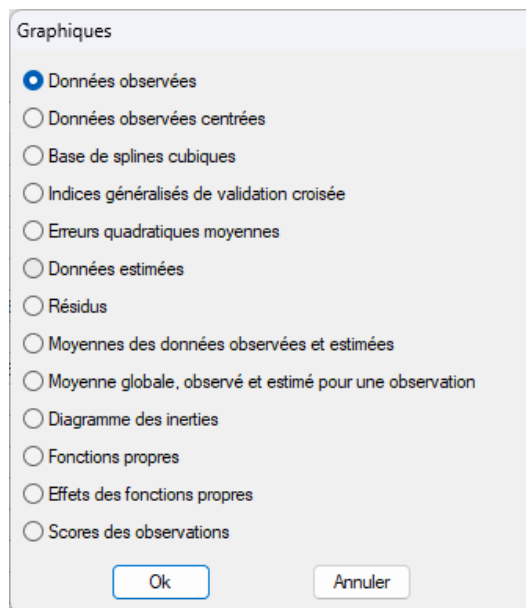 Graphiques
Données observées
Données observées centrées
Base de splines cubiques
Indices généralisés de validation croisée
Erreurs quadratiques moyennes
Données estimées
Résidus
Moyennes des données observées et estimées
Moyenne globale, observé et estimé pour une observation
Diagramme des inerties
Fonctions propres
Effets des fonctions propres
Scores des observations
Ok Annuler